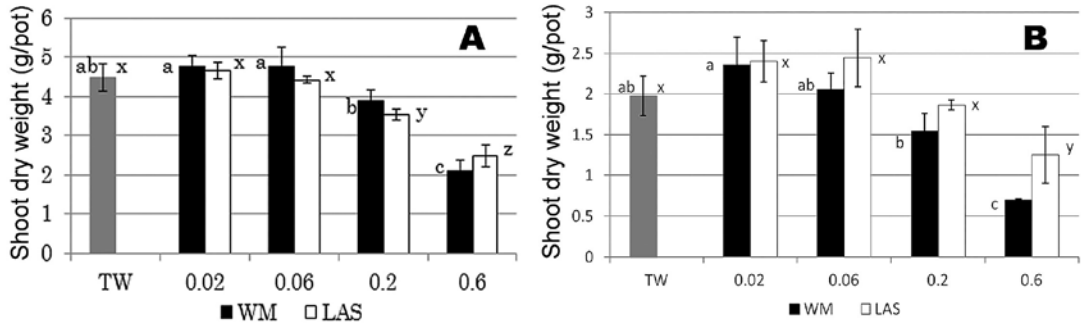 A
Shoot dry weight (g/pot)
6
5
4
3
2
1
0
ab x
a x
a x
b y
c z
TW 0.02 0.06 0.2 0.6
WM LAS
B
Shoot dry weight (g/pot)
3
2.5
2
1.5
1
0.5
0
ab x
a x
ab x
b x
c y
TW 0.02 0.06 0.2 0.6
WM LAS